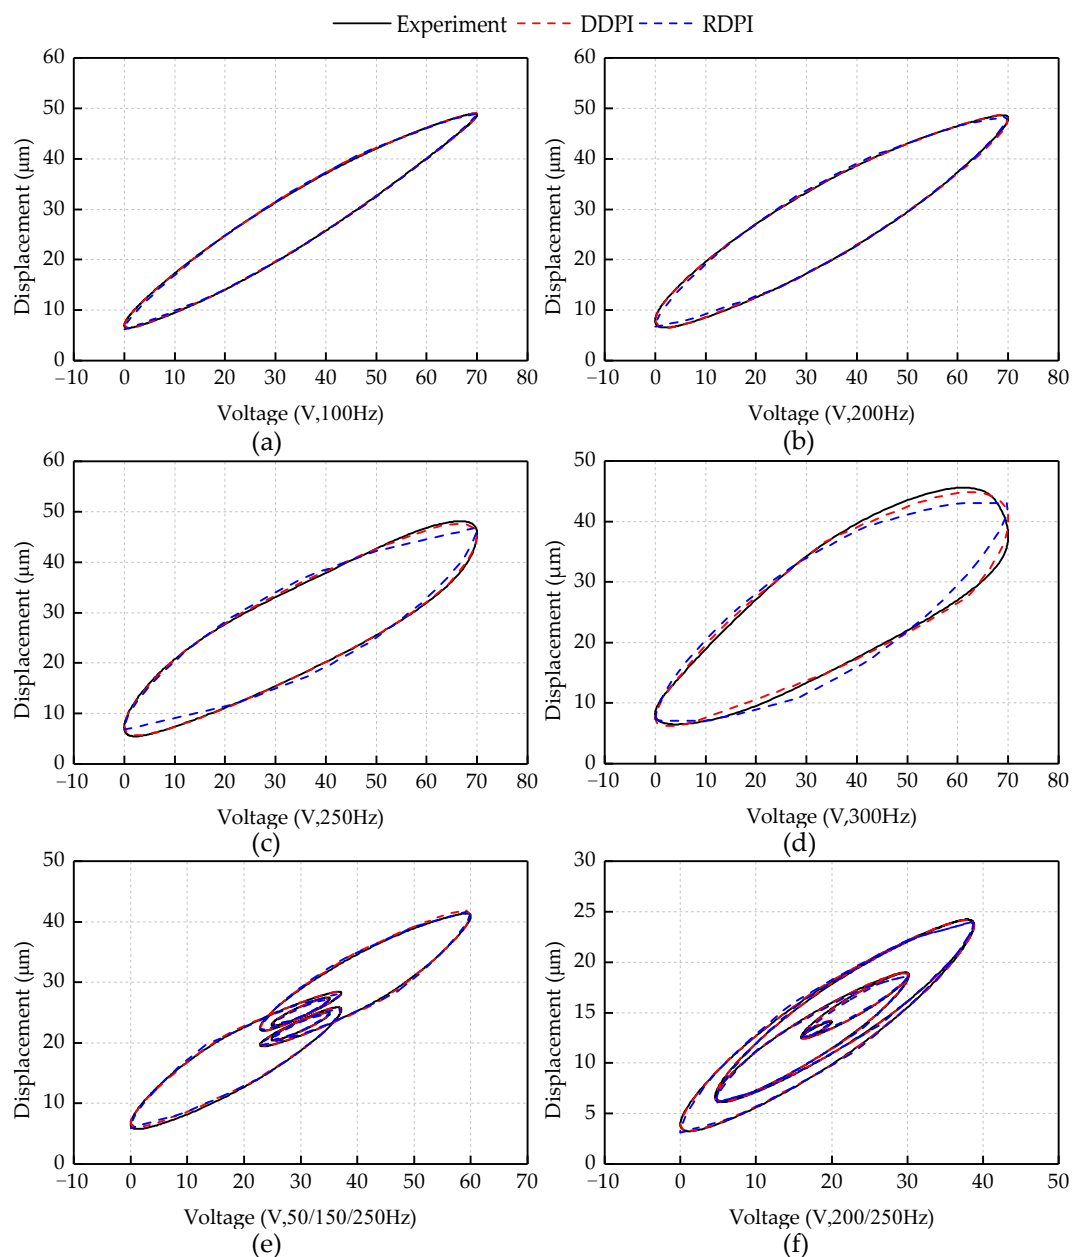 Experiment DDPI RDPI
60
50
40
30
20
10
0
Displacement (μm)
−10 0 10 20 30 40 50 60 70 80
Voltage (V,100Hz)
(a)
60
50
40
30
20
10
0
Displacement (μm)
−10 0 10 20 30 40 50 60 70 80
Voltage (V,200Hz)
(b)
60
50
40
30
20
10
0
Displacement (μm)
−10 0 10 20 30 40 50 60 70 80
Voltage (V,250Hz)
(c)
50
40
30
20
10
0
Displacement (μm)
−10 0 10 20 30 40 50 60 70 80
Voltage (V,300Hz)
(d)
50
40
30
20
10
0
Displacement (μm)
−10 0 10 20 30 40 50 60 70
Voltage (V,50/150/250Hz)
(e)
30
25
20
15
10
5
0
Displacement (μm)
−10 0 10 20 30 40 50
Voltage (V,200/250Hz)
(f)